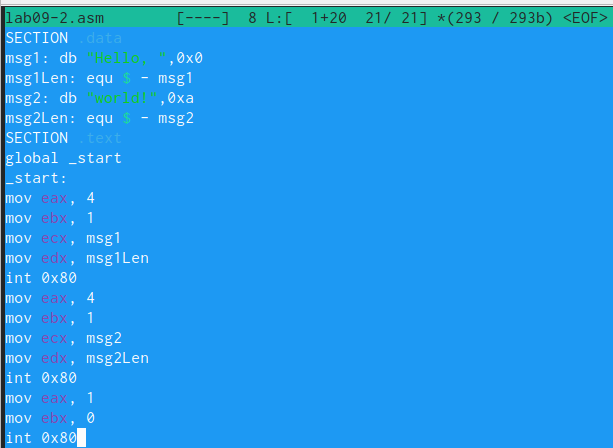 lab09-2.asm [----] 8 L:[ 1+20 21/ 21] *(293 / 293b) <EOF>
SECTION .data
msg1: db "Hello, ",0x0
msg1Len: equ $ - msg1
msg2: db "world!",0xa
msg2Len: equ $ - msg2
SECTION .text
global _start
_start:
mov eax, 4
mov ebx, 1
mov ecx, msg1
mov edx, msg1Len
int 0x80
mov eax, 4
mov ebx, 1
mov ecx, msg2
mov edx, msg2Len
int 0x80
mov eax, 1
mov ebx, 0
int 0x80